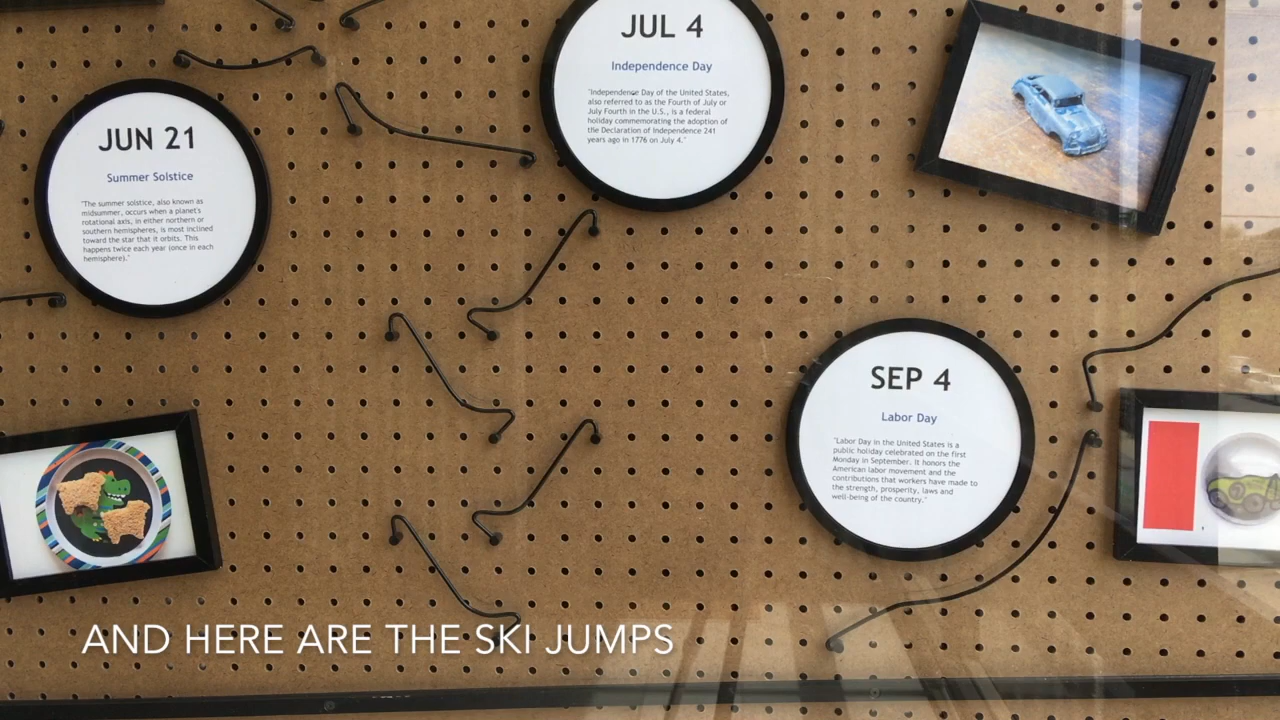 JUL 4
Independence Day
"Independence Day of the United States,
also referred to as the Fourth of July or
July Fourth in the U.S., is a federal
holiday commemorating the adoption of
the Declaration of Independence 241
years ago in 1776 on July 4."
JUN 21
Summer Solstice
"The summer solstice, also known as
midsummer, occurs when a planet's
rotational axis, in either northern or
southern hemispheres, is most inclined
toward the star that it orbits. This
happens twice each year (once in each
hemisphere)."
SEP 4
Labor Day
"Labor Day in the United States is a
public holiday celebrated on the first
Monday in September. It honors the
American labor movement and the
contributions that workers have made to
the strength, prosperity, laws and
well-being of the country."
AND HERE ARE THE SKI JUMPS